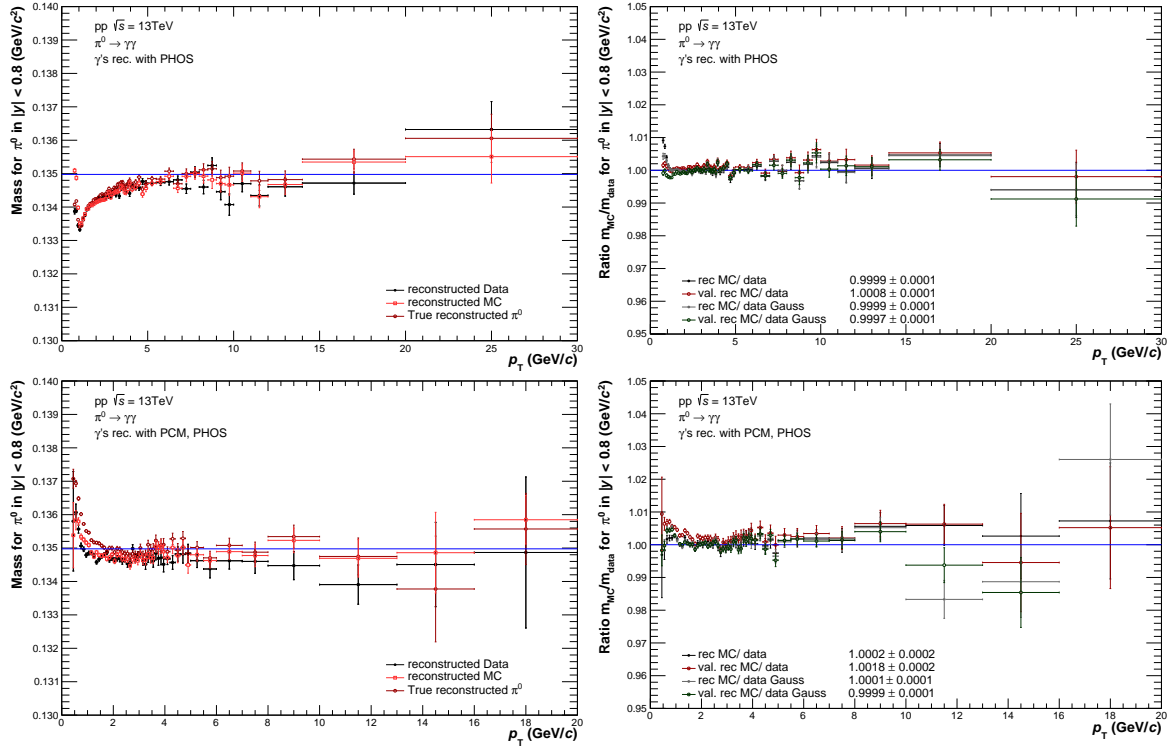 Mass for π⁰ in |y| < 0.8 (GeV/c²)
0.140
0.139
0.138
0.137
0.136
0.135
0.134
0.133
0.132
0.131
0.130
pp √s = 13TeV
π⁰ → γγ
γ's rec. with PHOS
reconstructed Data
reconstructed MC
True reconstructed π⁰
0 5 10 15 20 25 30
p_T (GeV/c)
Ratio m_MC/m_data for π⁰ in |y| < 0.8 (GeV/c²)
1.05
1.04
1.03
1.02
1.01
1.00
0.99
0.98
0.97
0.96
0.95
pp √s = 13TeV
π⁰ → γγ
γ's rec. with PHOS
rec MC/ data 0.9999 ± 0.0001
val. rec MC/ data 1.0008 ± 0.0001
rec MC/ data Gauss 0.9999 ± 0.0001
val. rec MC/ data Gauss 0.9997 ± 0.0001
0 5 10 15 20 25 30
p_T (GeV/c)
Mass for π⁰ in |y| < 0.8 (GeV/c²)
0.140
0.139
0.138
0.137
0.136
0.135
0.134
0.133
0.132
0.131
0.130
pp √s = 13TeV
π⁰ → γγ
γ's rec. with PCM, PHOS
reconstructed Data
reconstructed MC
True reconstructed π⁰
0 2 4 6 8 10 12 14 16 18 20
p_T (GeV/c)
Ratio m_MC/m_data for π⁰ in |y| < 0.8 (GeV/c²)
1.05
1.04
1.03
1.02
1.01
1.00
0.99
0.98
0.97
0.96
0.95
pp √s = 13TeV
π⁰ → γγ
γ's rec. with PCM, PHOS
rec MC/ data 1.0002 ± 0.0002
val. rec MC/ data 1.0018 ± 0.0002
rec MC/ data Gauss 1.0001 ± 0.0001
val. rec MC/ data Gauss 0.9999 ± 0.0001
0 2 4 6 8 10 12 14 16 18 20
p_T (GeV/c)